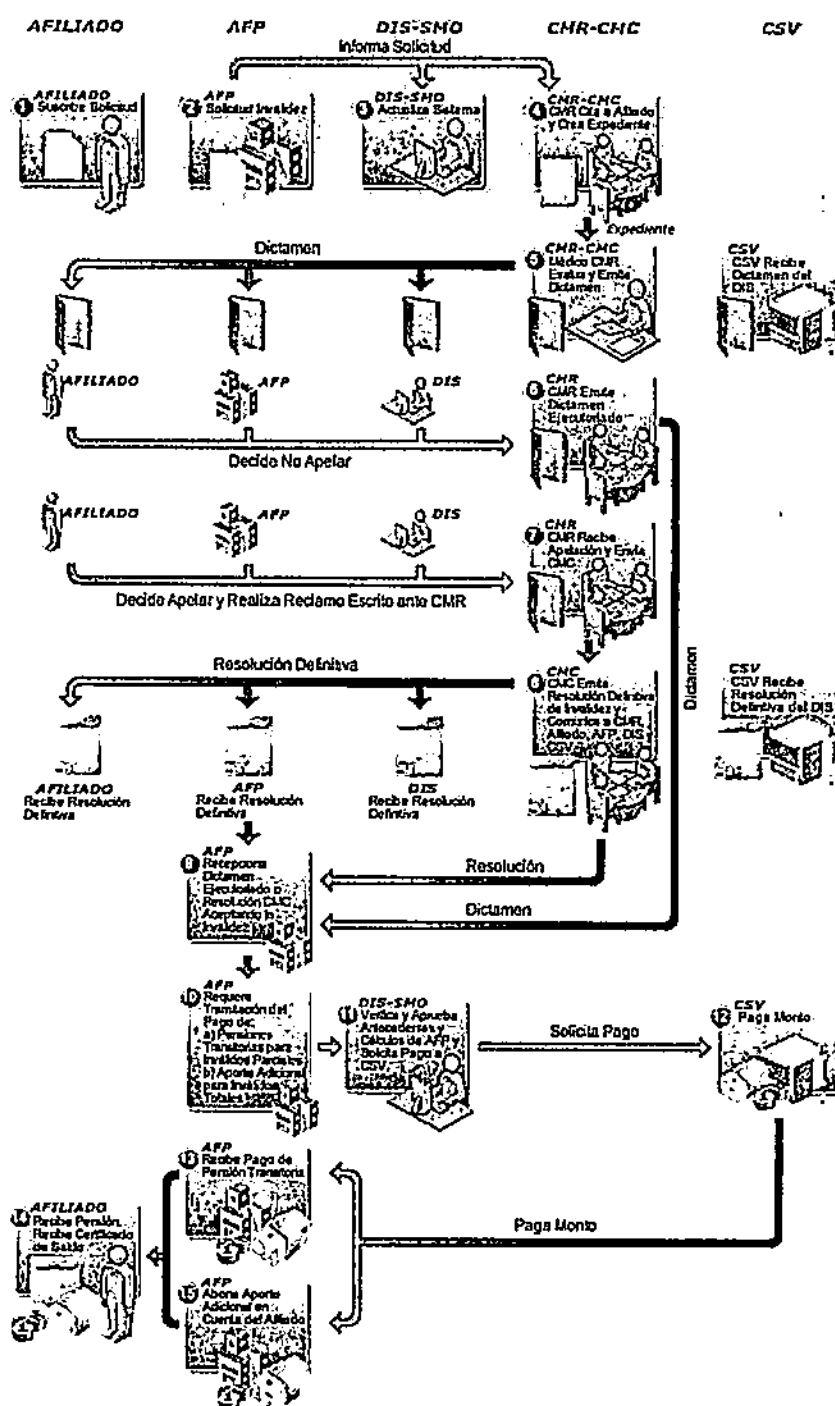 AFILIADO AFP DIS-SMO CMR-CMC CSV
Informa Solicitud
AFILIADO
1 Suscribe Solicitud
AFP
2 Solicitud Invalidez
DIS-SMO
3 Actualiza Sistema
CMR-CMC
4 CMR Cita a Afiliado
y Crea Expediente
Expediente
Dictamen
CMR-CMC
5 Médico CMR
Evalúa y Emite
Dictamen
CSV
CSV Recibe
Dictamen del
DIS
AFILIADO
AFP
DIS
Decide No Apelar
CMR
6 CMR Emite
Dictamen
Ejecutoriado
AFILIADO
AFP
DIS
Decide Apelar y Realiza Reclamo Escrito ante CMR
CMR
7 CMR Recibe
Apelación y Envía
CMC
Dictamen
Resolución Definitiva
CMC
8 CMC Emite
Resolución Definitiva
de Invalidez y
Comunica a CMR,
Afiliado, AFP, DIS
CSV
CSV
CSV Recibe
Resolución
Definitiva del DIS
AFILIADO
Recibe Resolución
Definitiva
AFP
Recibe Resolución
Definitiva
DIS
Recibe Resolución
Definitiva
AFP
9 Recepciona
Dictamen
Ejecutoriado o
Resolución CMC
Aceptando la
Invalidez
Resolución
Dictamen
AFP
10 Requiere
Tramitación del
Pago de:
a) Pensiones
Transitorias para
Inválidos Parciales
b) Aporte Adicional
para Inválidos
Totales
DIS-SMO
11 Verifica y Aprueba
Antecedentes y
Cálculos de AFP y
Solicita Pago a
CSV
Solicita Pago
CSV
12 Paga Monto
AFP
13 Recibe Pago de
Pensión Transitoria
AFILIADO
14 Recibe Pensión,
Recibe Certificado
de Saldo
Paga Monto
AFP
15 Abona Aporte
Adicional en
Cuenta del Afiliado